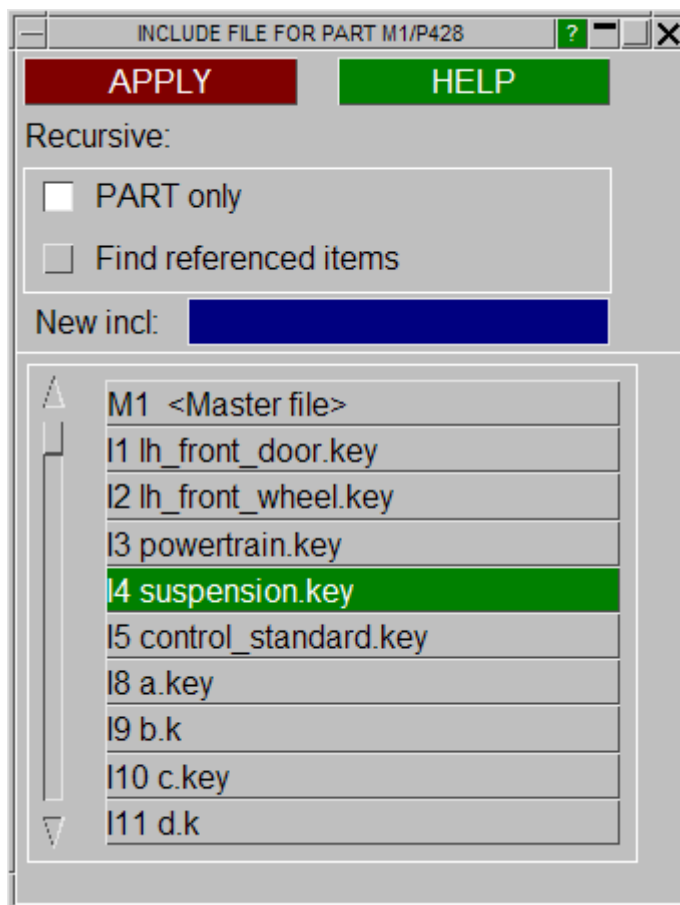 INCLUDE FILE FOR PART M1/P428 ?
APPLY HELP
Recursive:
PART only
Find referenced items
New incl:
M1 <Master file>
I1 lh_front_door.key
I2 lh_front_wheel.key
I3 powertrain.key
I4 suspension.key
I5 control_standard.key
I8 a.key
I9 b.k
I10 c.key
I11 d.k